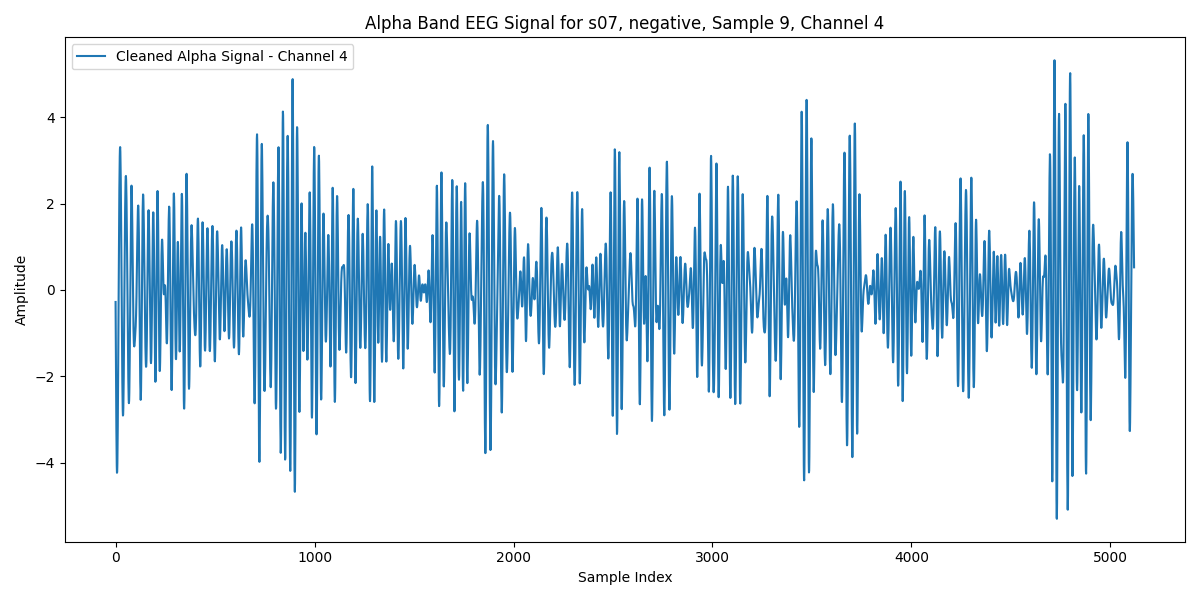 Alpha Band EEG Signal for s07, negative, Sample 9, Channel 4
Cleaned Alpha Signal - Channel 4
Amplitude
4
2
0
−2
−4
0 1000 2000 3000 4000 5000
Sample Index